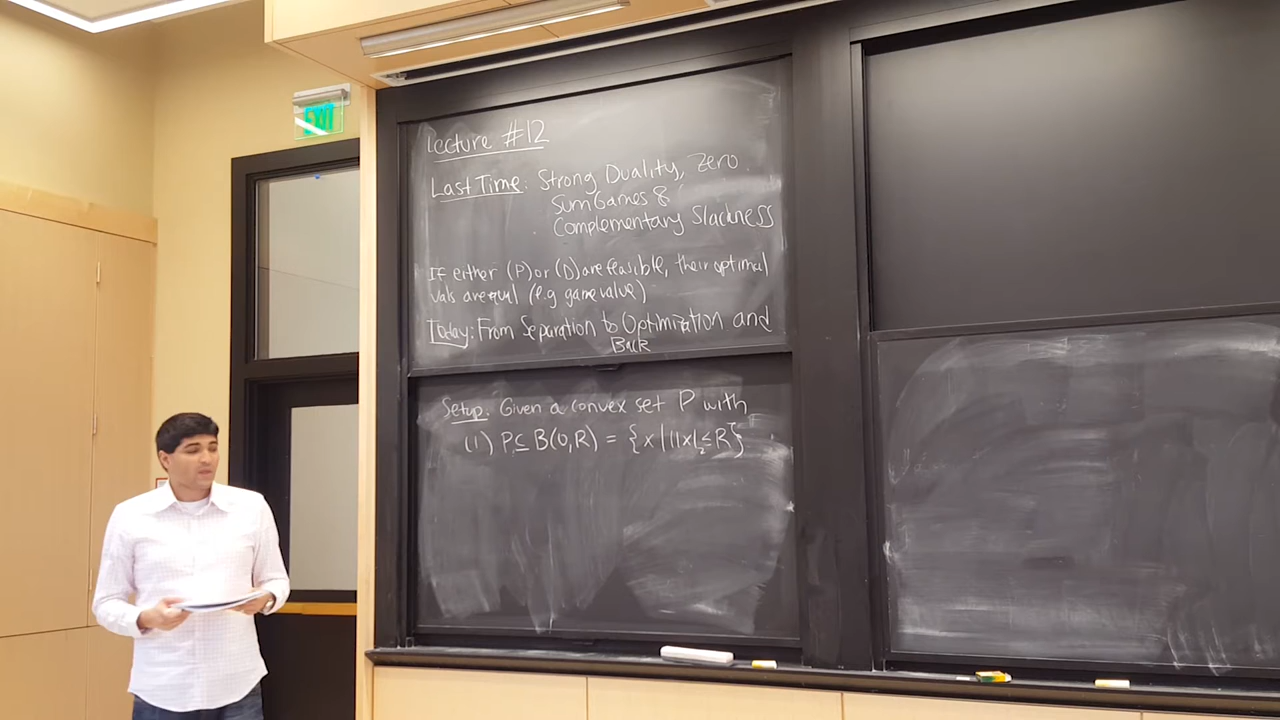 EXIT
Lecture #12
Last Time: Strong Duality, Zero
Sum Games &
Complementary Slackness
If either (P) or (D) are feasible, their optimal
vals are equal (e.g game value)
Today: From Separation to Optimization and
Back
Setup: Given a convex set P with
(1) P ⊆ B(0,R) = {x | ||x||₂ ≤ R}